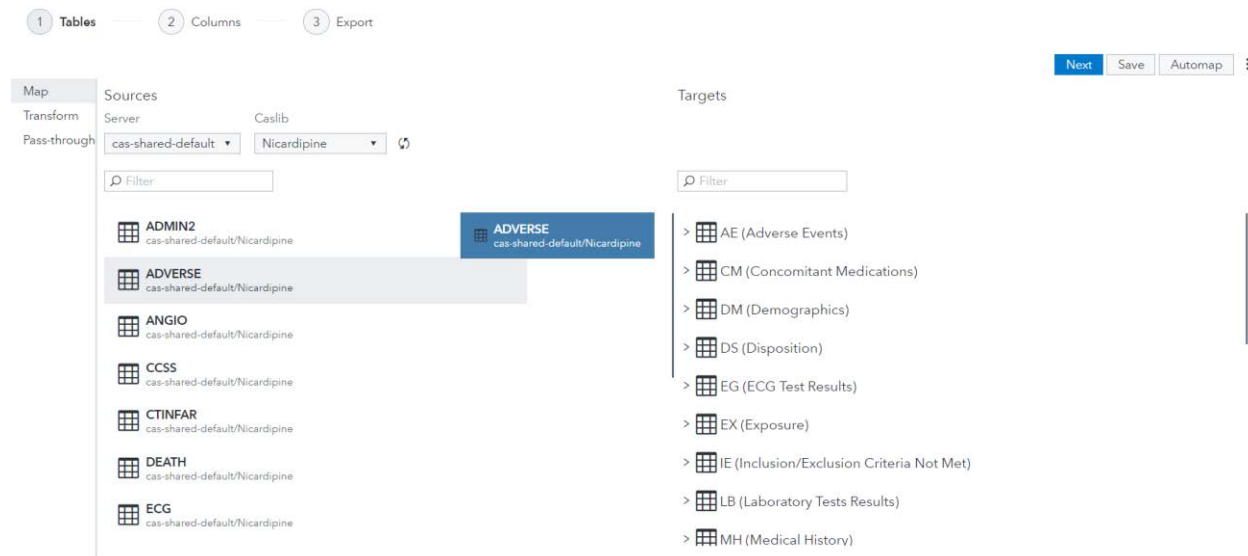 1 Tables 2 Columns 3 Export
Next Save Automap
Map
Transform
Pass-through
Sources
Server Caslib
cas-shared-default Nicardipine
Filter
ADMIN2
cas-shared-default/Nicardipine
ADVERSE
cas-shared-default/Nicardipine
ANGIO
cas-shared-default/Nicardipine
CCSS
cas-shared-default/Nicardipine
CTINFAR
cas-shared-default/Nicardipine
DEATH
cas-shared-default/Nicardipine
ECG
cas-shared-default/Nicardipine
ADVERSE
cas-shared-default/Nicardipine
Targets
Filter
AE (Adverse Events)
CM (Concomitant Medications)
DM (Demographics)
DS (Disposition)
EG (ECG Test Results)
EX (Exposure)
IE (Inclusion/Exclusion Criteria Not Met)
LB (Laboratory Tests Results)
MH (Medical History)